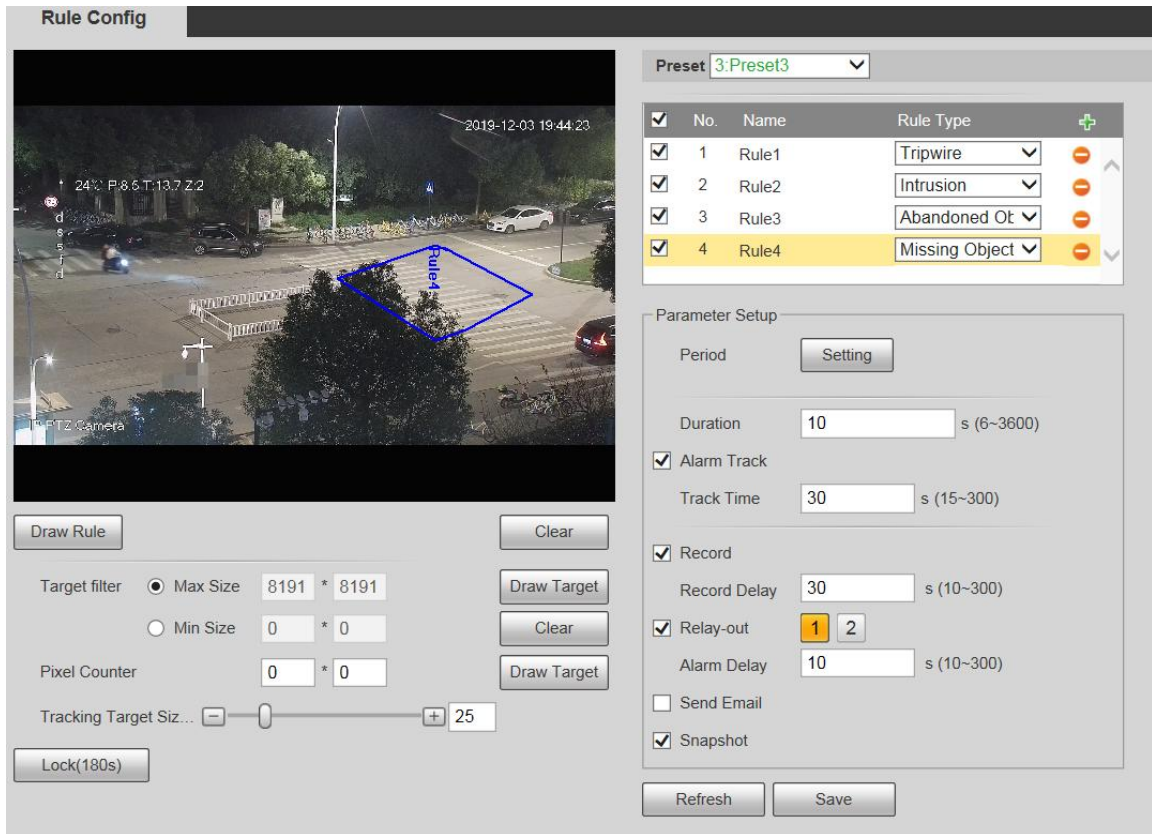 Rule Config
2019-12-03 19:44:23
24℃ P:8.5 T:13.7 Z:2
d
s
s
f
d
Rule4
PTZ Camera
Draw Rule
Clear
Target filter
Max Size
8191 * 8191
Draw Target
Min Size
0 * 0
Clear
Pixel Counter
0 * 0
Draw Target
Tracking Target Siz... 25
Lock(180s)
Preset 3:Preset3
No. Name Rule Type
1 Rule1 Tripwire
2 Rule2 Intrusion
3 Rule3 Abandoned Ob
4 Rule4 Missing Object
Parameter Setup
Period Setting
Duration 10 s (6~3600)
Alarm Track
Track Time 30 s (15~300)
Record
Record Delay 30 s (10~300)
Relay-out 1 2
Alarm Delay 10 s (10~300)
Send Email
Snapshot
Refresh Save